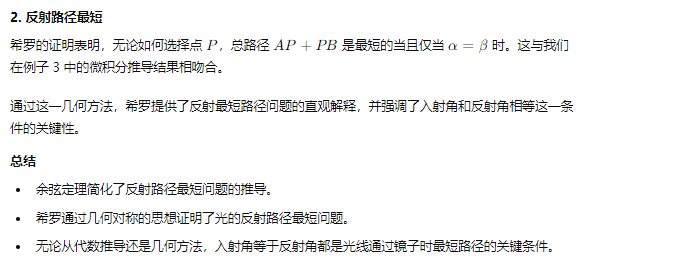 2. 反射路径最短
希罗的证明表明，无论如何选择点 P，总路径 AP + PB 是最短的当且仅当 α = β 时。这与我们
在例子 3 中的微积分推导结果相吻合。
通过这一几何方法，希罗提供了反射最短路径问题的直观解释，并强调了入射角和反射角相等这一条
件的关键性。
总结
• 余弦定理简化了反射路径最短问题的推导。
• 希罗通过几何对称的思想证明了光的反射路径最短问题。
• 无论从代数推导还是几何方法，入射角等于反射角都是光线通过镜子时最短路径的关键条件。